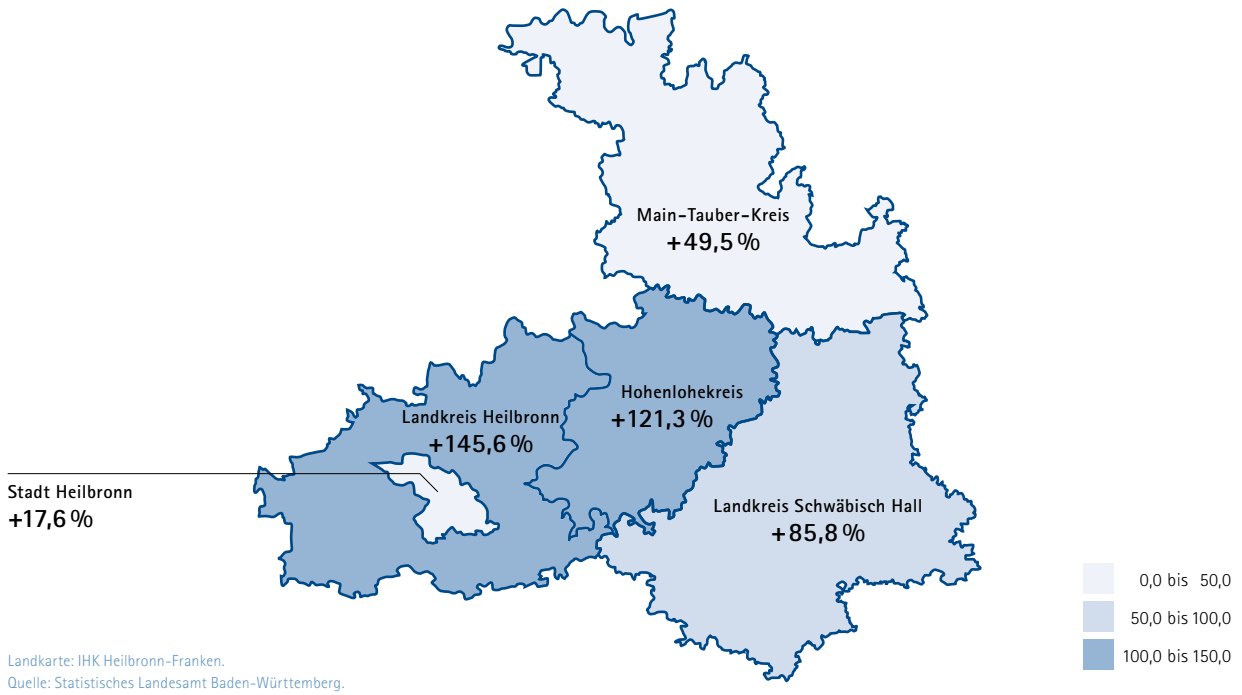 Main-Tauber-Kreis
+49,5 %
Hohenlohekreis
+121,3 %
Landkreis Heilbronn
+145,6 %
Stadt Heilbronn
+17,6 %
Landkreis Schwäbisch Hall
+85,8 %
0,0 bis 50,0
50,0 bis 100,0
100,0 bis 150,0
Landkarte: IHK Heilbronn-Franken.
Quelle: Statistisches Landesamt Baden-Württemberg.